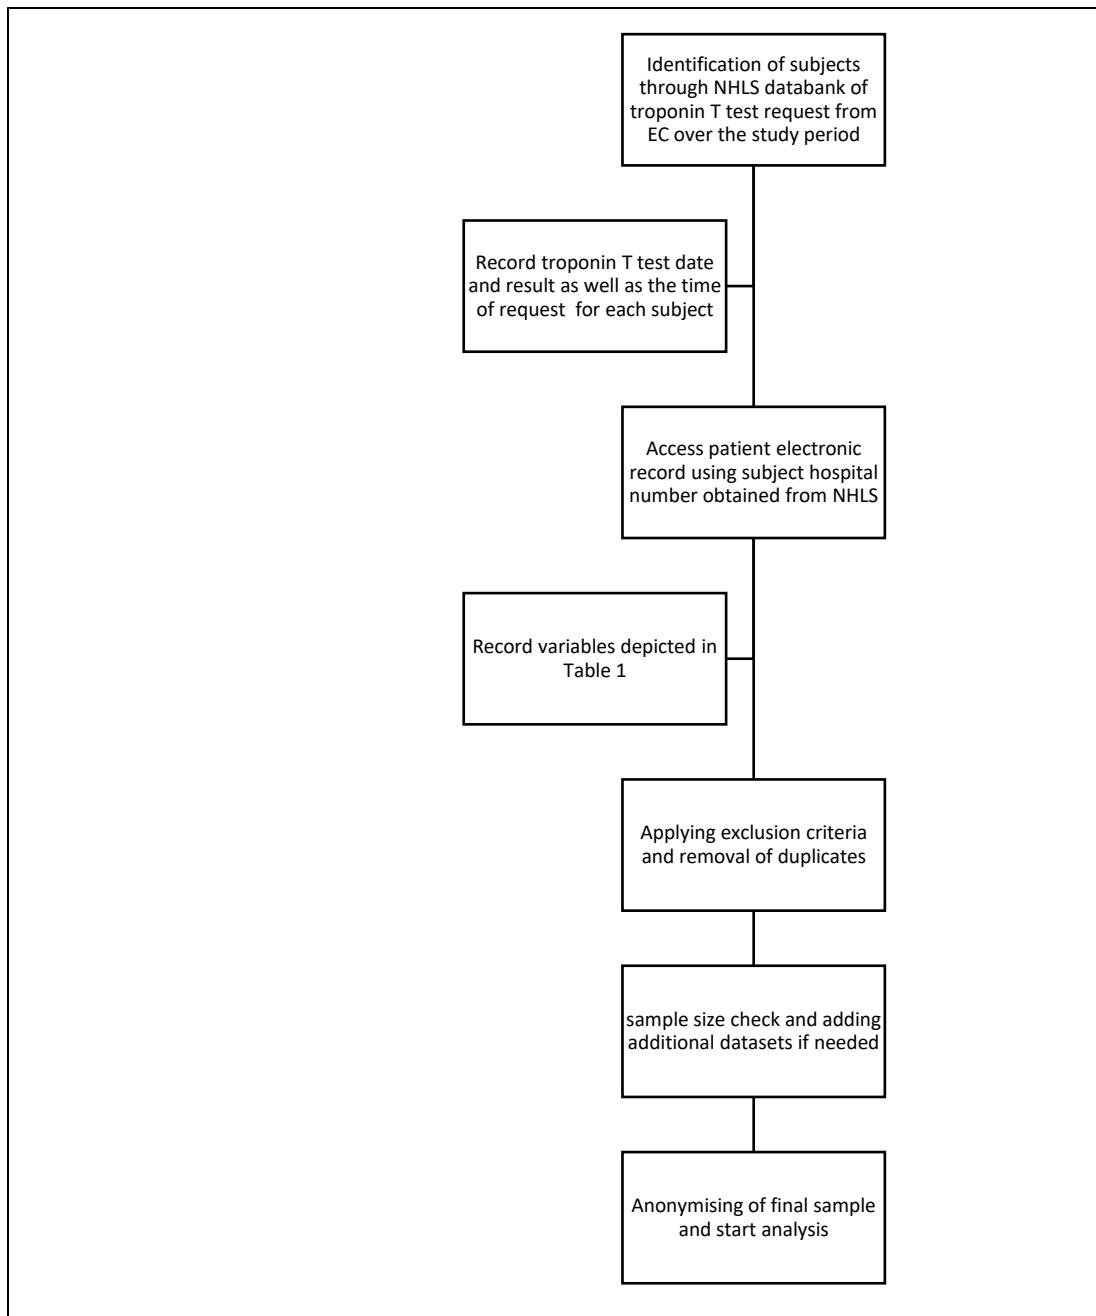 Identification of subjects
through NHLS databank of
troponin T test request from
EC over the study period
Record troponin T test date
and result as well as the time
of request  for each subject
Access patient electronic
record using subject hospital
number obtained from NHLS
Record variables depicted in
Table 1
Applying exclusion criteria
and removal of duplicates
sample size check and adding
additional datasets if needed
Anonymising of final sample
and start analysis